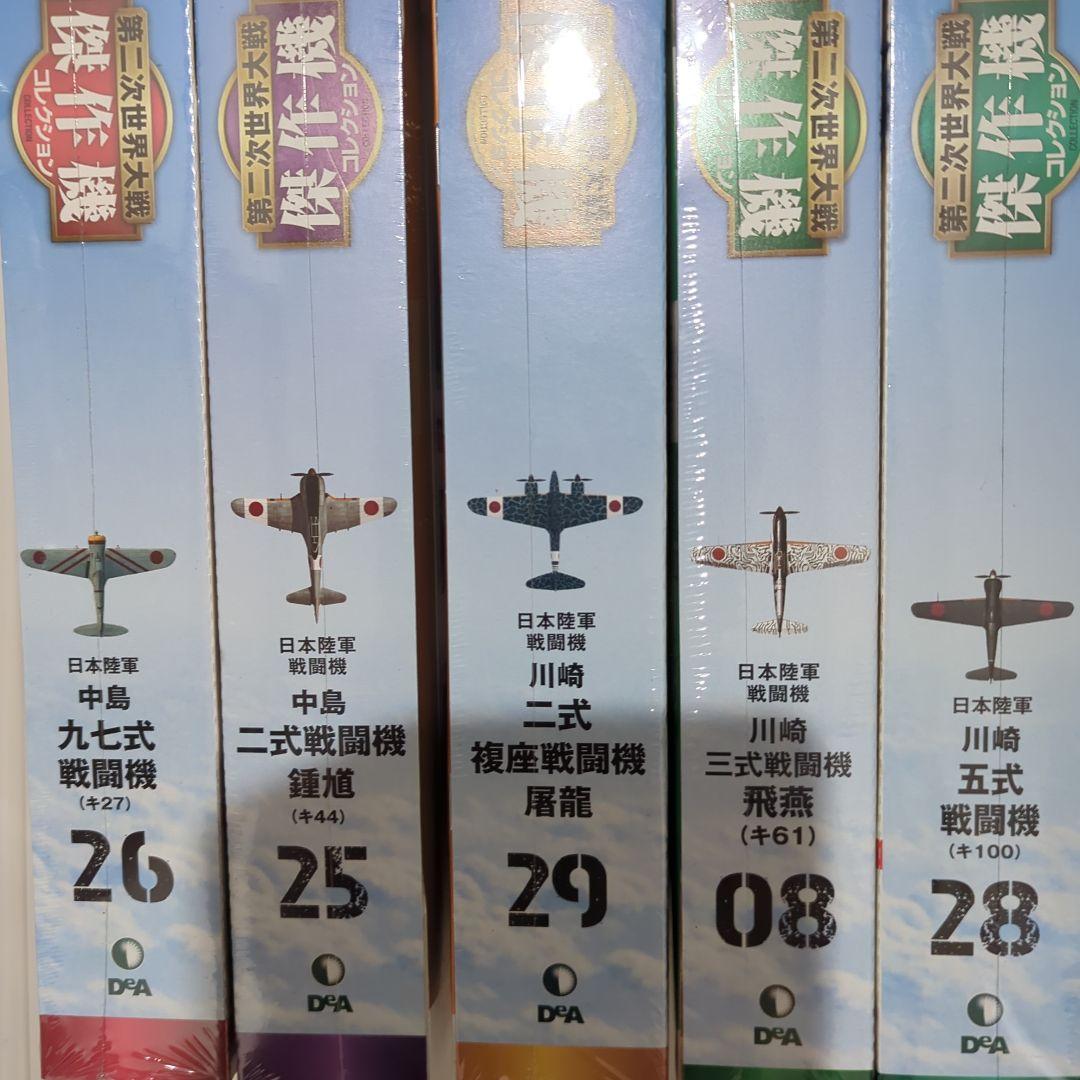 第二次世界大戦
傑作機
コレクション
COLLECTION
日本陸軍
中島
九七式
戦闘機
(キ27)
26
DeA
第二次世界大戦
傑作機
コレクション
日本陸軍
戦闘機
中島
二式戦闘機
鍾馗
(キ44)
25
DeA
機
日本陸軍
戦闘機
川崎
二式
複座戦闘機
屠龍
29
DeA
第二次世界大戦
傑作機
コレクション
日本陸軍
戦闘機
川崎
三式戦闘機
飛燕
(キ61)
08
DeA
第二次世界大戦
傑作機
コレクション
日本陸軍
川崎
五式
戦闘機
(キ100)
28
DeA